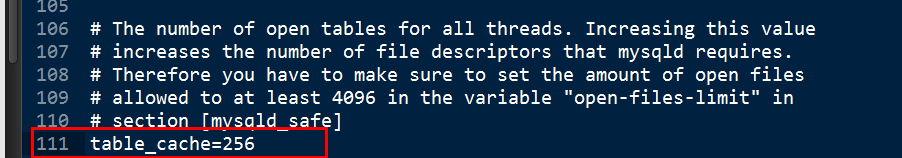 105
106 # The number of open tables for all threads. Increasing this value
107 # increases the number of file descriptors that mysqld requires.
108 # Therefore you have to make sure to set the amount of open files
109 # allowed to at least 4096 in the variable "open-files-limit" in
110 # section [mysqld_safe]
111 table_cache=256